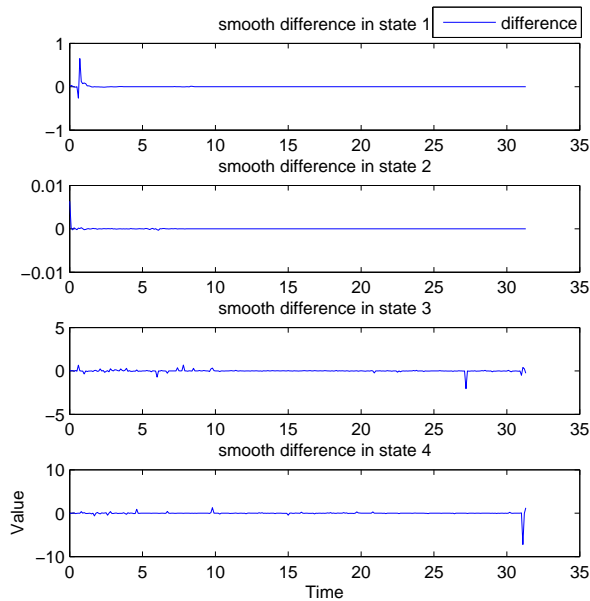 smooth difference in state 1
difference
1
0
−1
0 5 10 15 20 25 30 35
smooth difference in state 2
0.01
0
−0.01
0 5 10 15 20 25 30 35
smooth difference in state 3
5
0
−5
0 5 10 15 20 25 30 35
smooth difference in state 4
10
0
−10
Value
0 5 10 15 20 25 30 35
Time